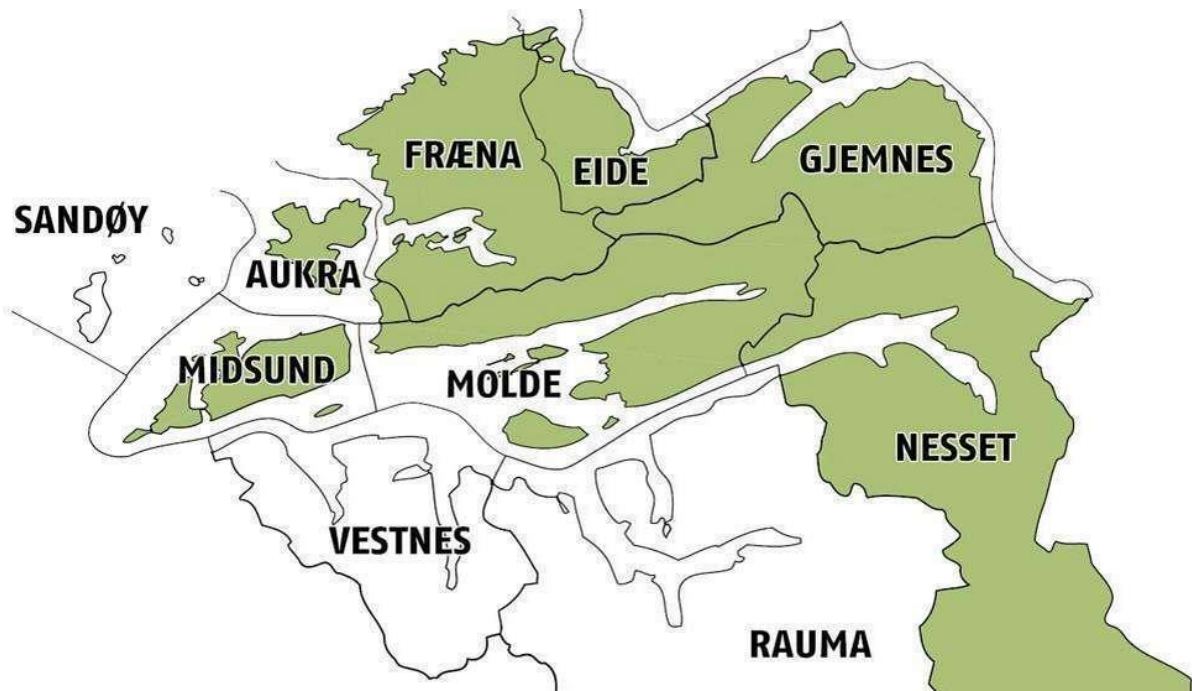 FRÆNA
EIDE
GJEMNES
SANDØY
AUKRA
MIDSUND
MOLDE
NESSET
VESTNES
RAUMA